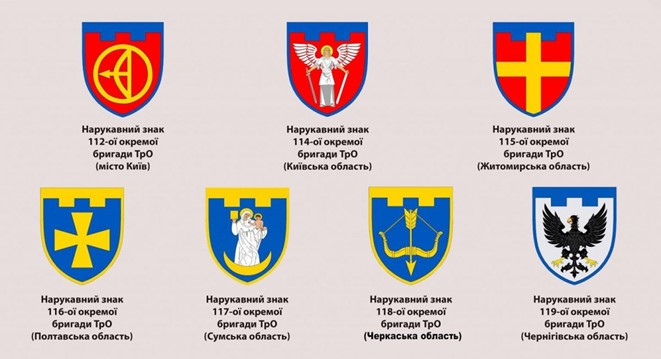 Нарукавний знак
112-ої окремої
бригади ТрО
(місто Київ)
Нарукавний знак
114-ої окремої
бригади ТрО
(Київська область)
Нарукавний знак
115-ої окремої
бригади ТрО
(Житомирська область)
Нарукавний знак
116-ої окремої
бригади ТрО
(Полтавська область)
Нарукавний знак
117-ої окремої
бригади ТрО
(Сумська область)
Нарукавний знак
118-ої окремої
бригади ТрО
(Черкаська область)
Нарукавний знак
119-ої окремої
бригади ТрО
(Чернігівська область)